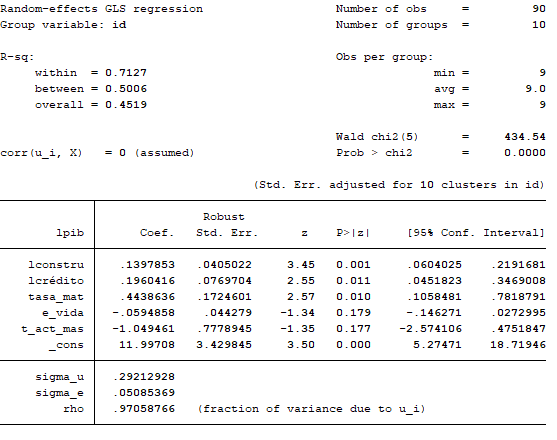 Random-effects GLS regression Number of obs = 90
Group variable: id Number of groups = 10
R-sq: Obs per group:
within = 0.7127 min = 9
between = 0.5006 avg = 9.0
overall = 0.4519 max = 9
Wald chi2(5) = 434.54
corr(u_i, X) = 0 (assumed) Prob > chi2 = 0.0000
(Std. Err. adjusted for 10 clusters in id)
Robust
lpib Coef. Std. Err. z P>|z| [95% Conf. Interval]
lconstru .1397853 .0405022 3.45 0.001 .0604025 .2191681
lcrédito .1960416 .0769704 2.55 0.011 .0451823 .3469008
tasa_mat .4438636 .1724601 2.57 0.010 .1058481 .7818791
e_vida -.0594858 .044279 -1.34 0.179 -.146271 .0272995
t_act_mas -1.049461 .7778945 -1.35 0.177 -2.574106 .4751847
_cons 11.99708 3.429845 3.50 0.000 5.27471 18.71946
sigma_u .29212928
sigma_e .05085369
rho .97058766 (fraction of variance due to u_i)